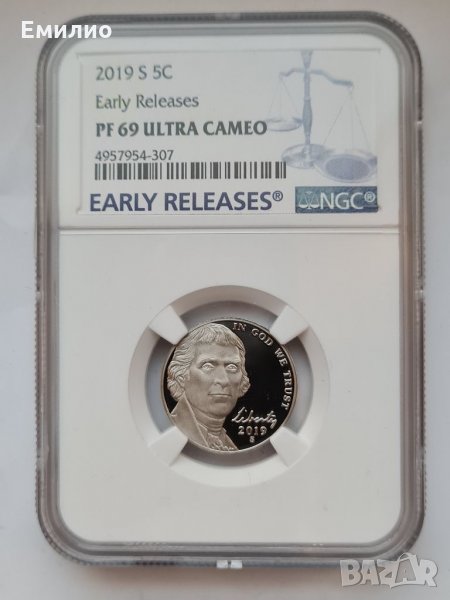 Емилио
2019 S 5C
Early Releases
PF 69 ULTRA CAMEO
4957954-307
EARLY RELEASES®
NGC®
IN GOD WE TRUST
Liberty
2019
S
BAZAR